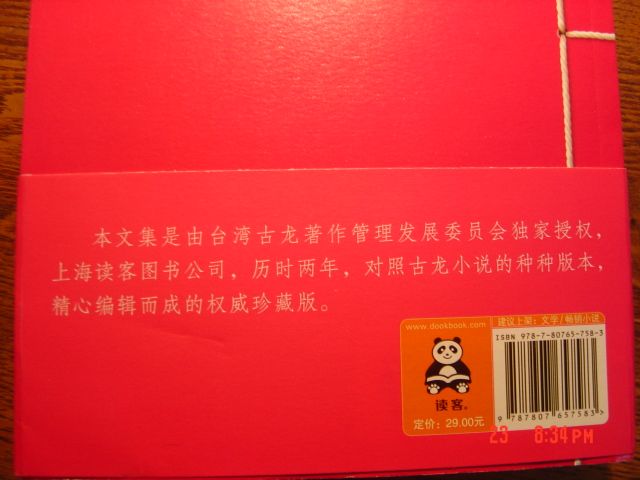 本文集是由台湾古龙著作管理发展委员会独家授权，
上海读客图书公司，历时两年，对照古龙小说的种种版本，
精心编辑而成的权威珍藏版。
www.dookbook.com
建议上架：文学/畅销小说
ISBN 978-7-80765-758-3
读客®
定价：29.00元
9 787807 657583>
23 8:34PM